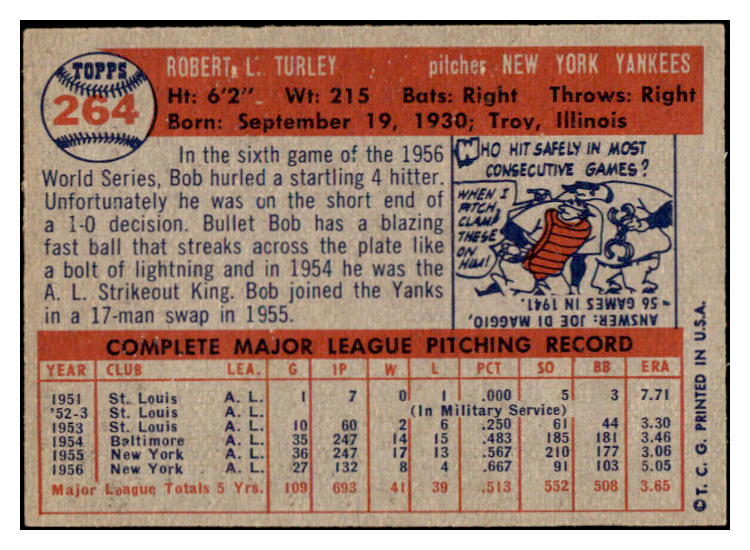 TOPPS
264
ROBERT L. TURLEY pitcher NEW YORK YANKEES
Ht: 6'2" Wt: 215 Bats: Right Throws: Right
Born: September 19, 1930; Troy, Illinois
In the sixth game of the 1956
World Series, Bob hurled a startling 4 hitter.
Unfortunately he was on the short end of
a 1-0 decision. Bullet Bob has a blazing
fast ball that streaks across the plate like
a bolt of lightning and in 1954 he was the
A. L. Strikeout King. Bob joined the Yanks
in a 17-man swap in 1955.
WHO HIT SAFELY IN MOST
CONSECUTIVE GAMES?
WHEN I
PITCH,
CLAMP
THESE
ON
HIM!
ANSWER: JOE DI MAGGIO,
- 56 GAMES IN 1941.
COMPLETE MAJOR LEAGUE PITCHING RECORD
YEAR CLUB LEA. G IP W L PCT SO BB ERA
1951 St. Louis A. L. 1 7 0 1 .000 5 3 7.71
'52-3 St. Louis A. L. (In Military Service)
1953 St. Louis A. L. 10 60 2 6 .250 61 44 3.30
1954 Baltimore A. L. 35 247 14 15 .483 185 181 3.46
1955 New York A. L. 36 247 17 13 .567 210 177 3.06
1956 New York A. L. 27 132 8 4 .667 91 103 5.05
Major League Totals 5 Yrs. 109 693 41 39 .513 552 508 3.65
©T. C. G. PRINTED IN U.S.A.